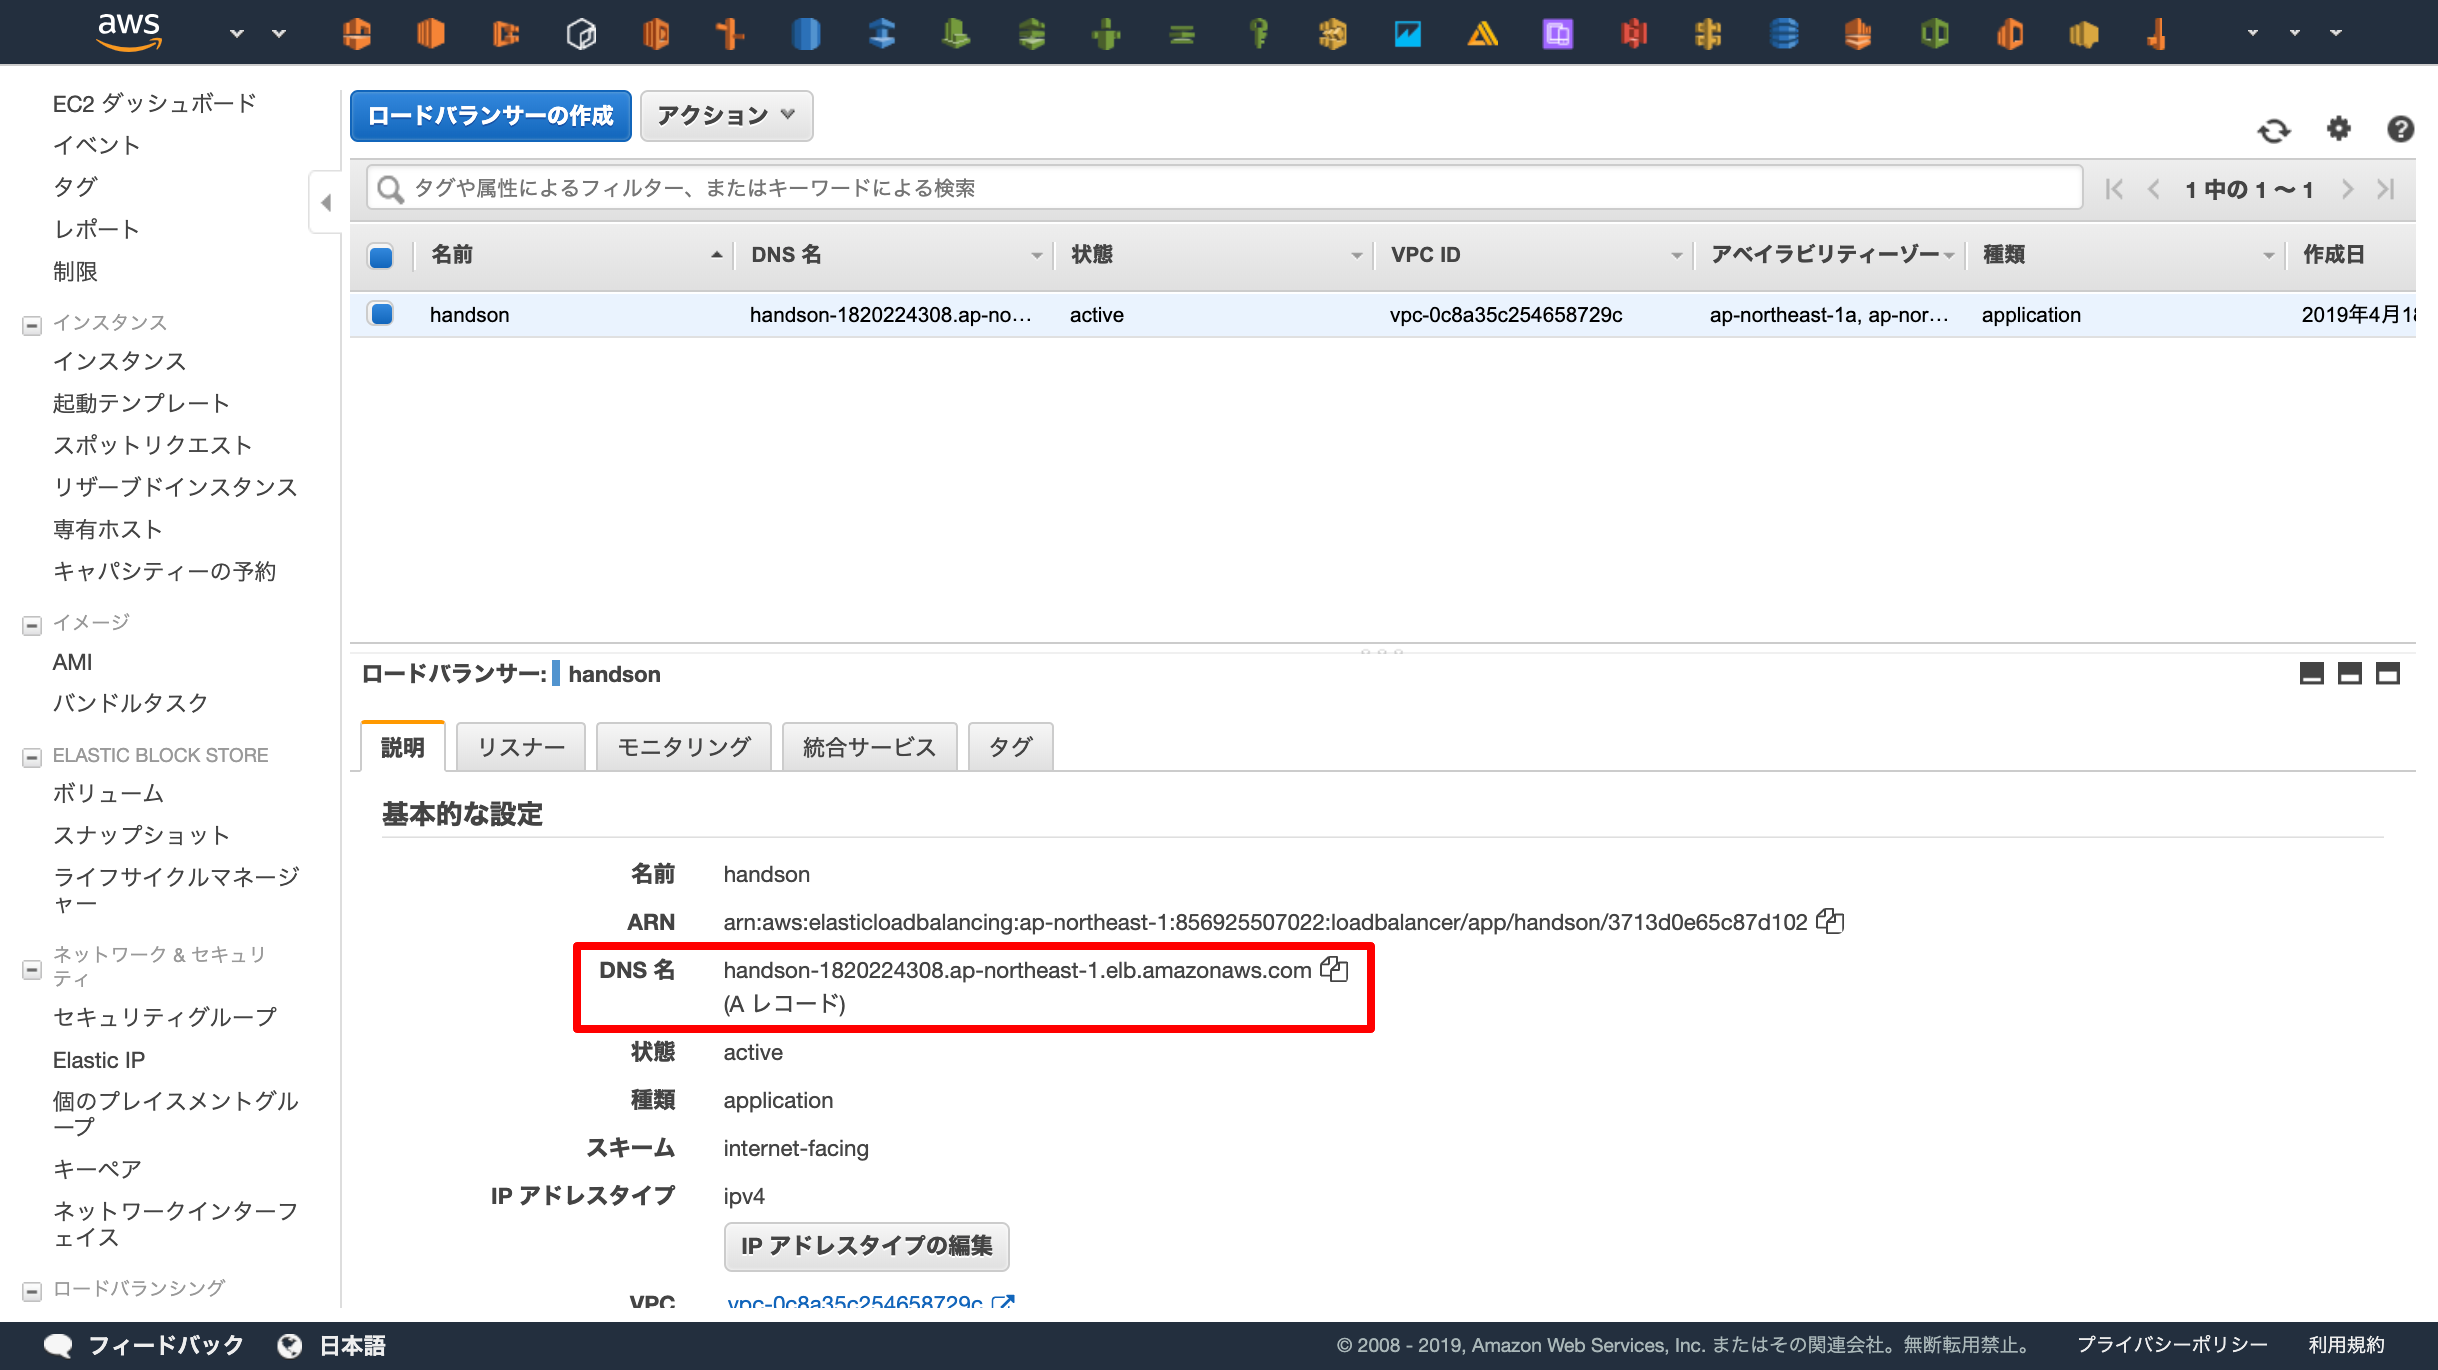 aws
EC2 ダッシュボード
イベント
タグ
レポート
制限
インスタンス
インスタンス
起動テンプレート
スポットリクエスト
リザーブドインスタンス
専有ホスト
キャパシティーの予約
イメージ
AMI
バンドルタスク
ELASTIC BLOCK STORE
ボリューム
スナップショット
ライフサイクルマネージ
ャー
ネットワーク & セキュリ
ティ
セキュリティグループ
Elastic IP
個のプレイスメントグル
ープ
キーペア
ネットワークインターフ
ェイス
ロードバランシング
ロードバランサーの作成 アクション
タグや属性によるフィルター、またはキーワードによる検索 1 中の 1 〜 1
名前 DNS 名 状態 VPC ID アベイラビリティーゾー 種類 作成日
handson handson-1820224308.ap-no… active vpc-0c8a35c254658729c ap-northeast-1a, ap-nor… application 2019年4月18
ロードバランサー: handson
説明 リスナー モニタリング 統合サービス タグ
基本的な設定
名前 handson
ARN arn:aws:elasticloadbalancing:ap-northeast-1:856925507022:loadbalancer/app/handson/3713d0e65c87d102
DNS 名 handson-1820224308.ap-northeast-1.elb.amazonaws.com
(A レコード)
状態 active
種類 application
スキーム internet-facing
IP アドレスタイプ ipv4
IP アドレスタイプの編集
VPC vpc-0c8a35c254658729c
フィードバック 日本語 © 2008 - 2019, Amazon Web Services, Inc. またはその関連会社。無断転用禁止。 プライバシーポリシー 利用規約